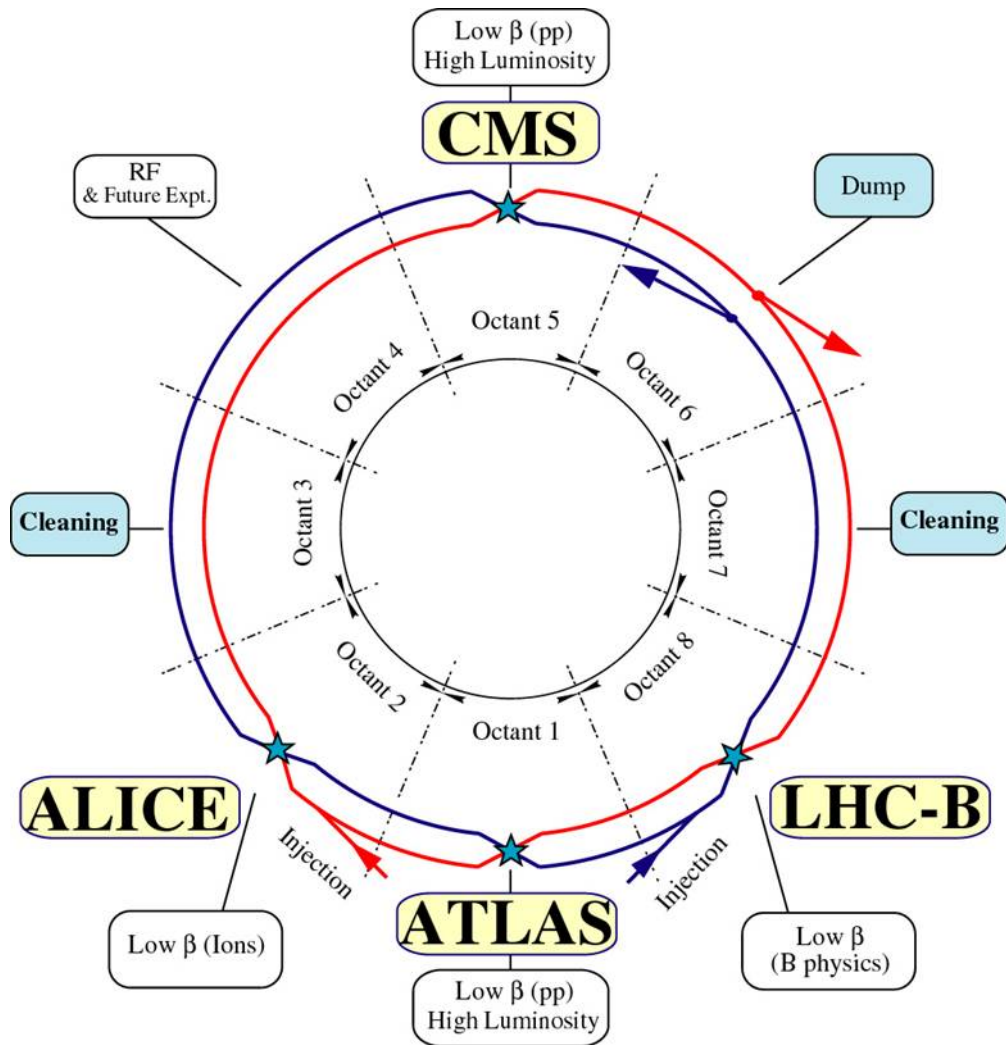 Low β (pp)
High Luminosity
CMS
RF
& Future Expt.
Dump
Octant 5
Octant 4
Octant 6
Cleaning
Octant 3
Octant 7
Cleaning
Octant 2
Octant 8
Octant 1
ALICE
LHC-B
Injection
Injection
ATLAS
Low β (Ions)
Low β
(B physics)
Low β (pp)
High Luminosity